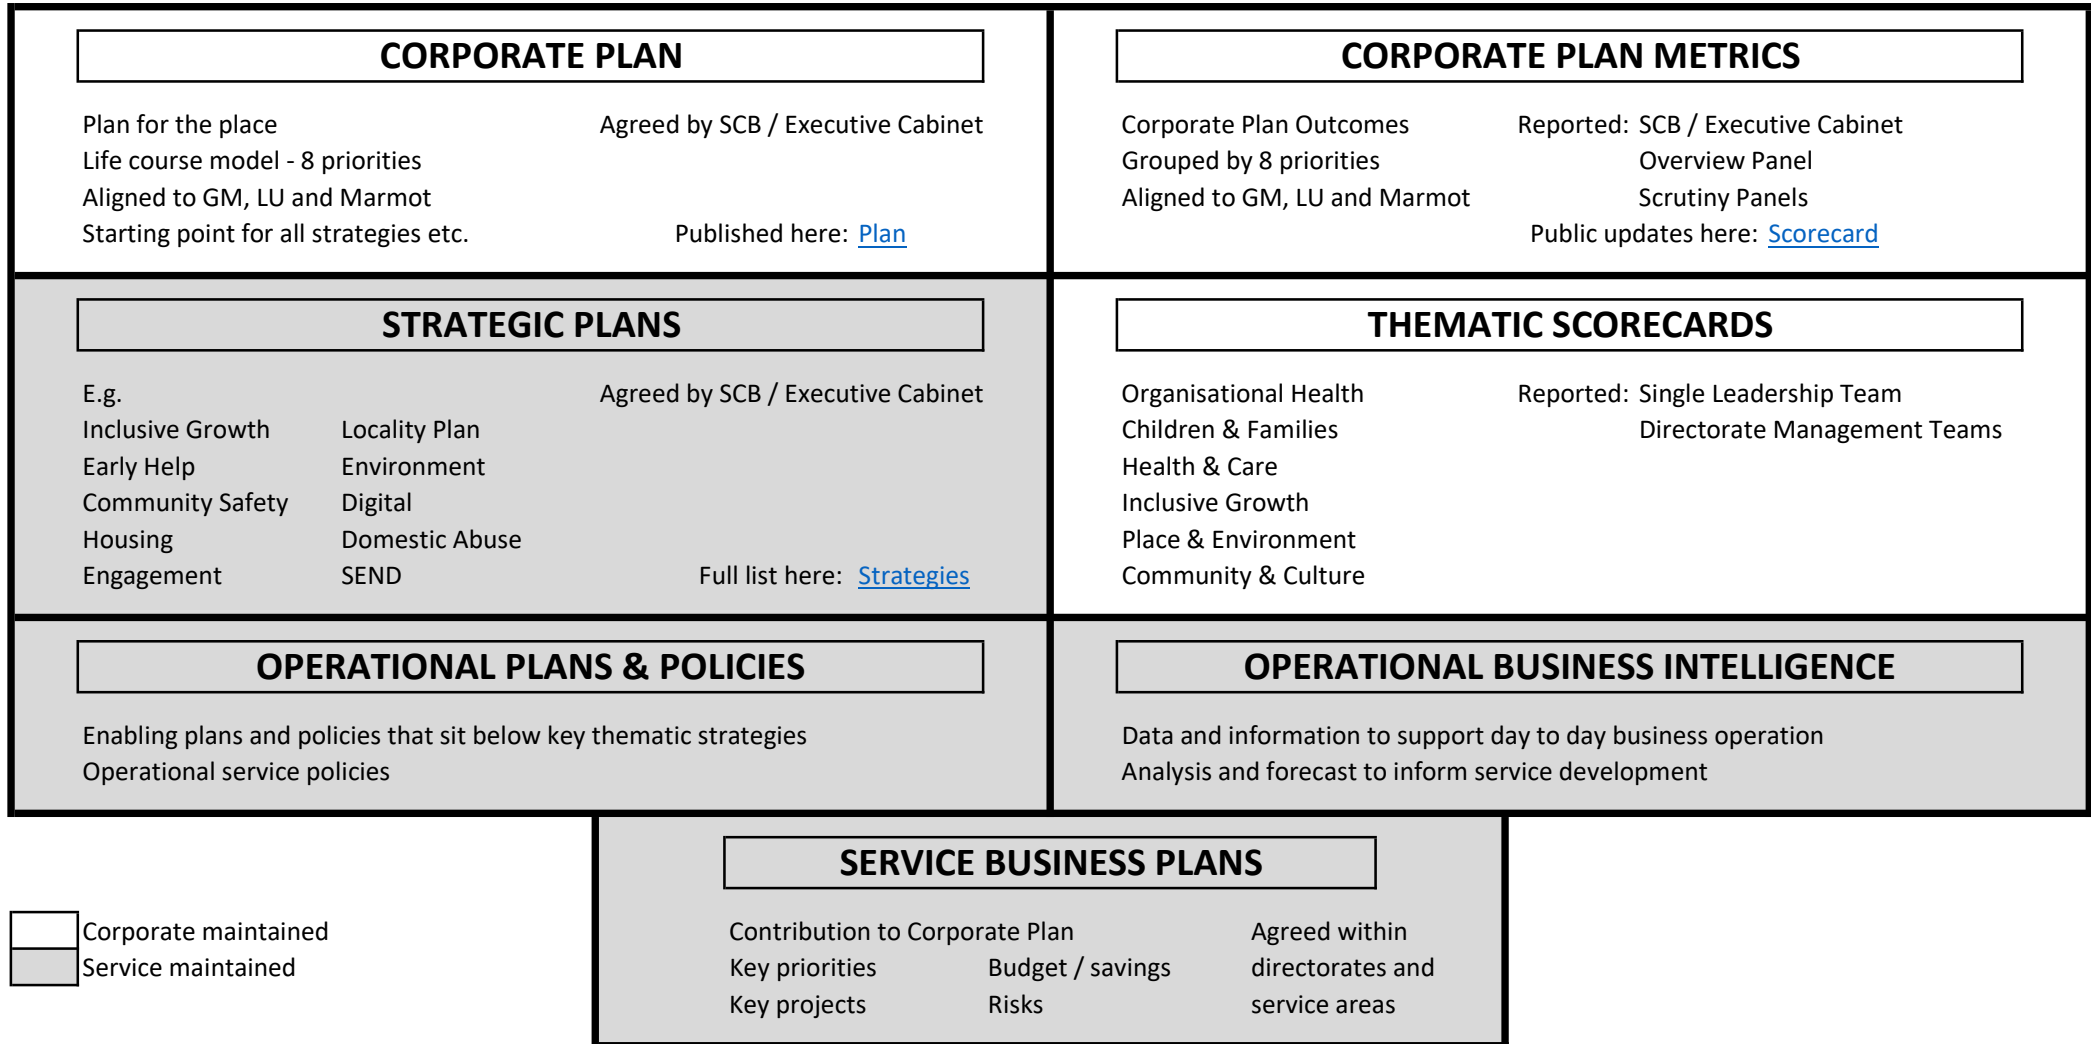 CORPORATE PLAN
Plan for the place
Agreed by SCB / Executive Cabinet
Life course model - 8 priorities
Aligned to GM, LU and Marmot
Starting point for all strategies etc.
Published here: Plan
CORPORATE PLAN METRICS
Corporate Plan Outcomes
Reported: SCB / Executive Cabinet
Grouped by 8 priorities
Overview Panel
Aligned to GM, LU and Marmot
Scrutiny Panels
Public updates here: Scorecard
STRATEGIC PLANS
E.g.
Agreed by SCB / Executive Cabinet
Inclusive Growth
Locality Plan
Early Help
Environment
Community Safety
Digital
Housing
Domestic Abuse
Engagement
SEND
Full list here: Strategies
THEMATIC SCORECARDS
Organisational Health
Reported: Single Leadership Team
Children & Families
Directorate Management Teams
Health & Care
Inclusive Growth
Place & Environment
Community & Culture
OPERATIONAL PLANS & POLICIES
Enabling plans and policies that sit below key thematic strategies
Operational service policies
OPERATIONAL BUSINESS INTELLIGENCE
Data and information to support day to day business operation
Analysis and forecast to inform service development
SERVICE BUSINESS PLANS
Contribution to Corporate Plan
Key priorities
Budget / savings
Key projects
Risks
Agreed within
directorates and
service areas
Corporate maintained
Service maintained